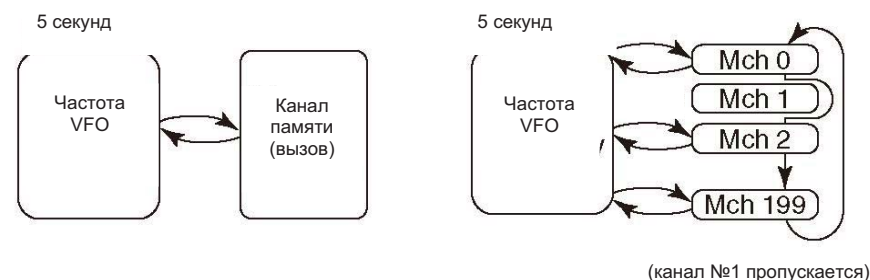 5 секунд
Частота
VFO
Канал
памяти
(вызов)
5 секунд
Частота
VFO
Mch 0
Mch 1
Mch 2
Mch 199
(канал №1 пропускается)